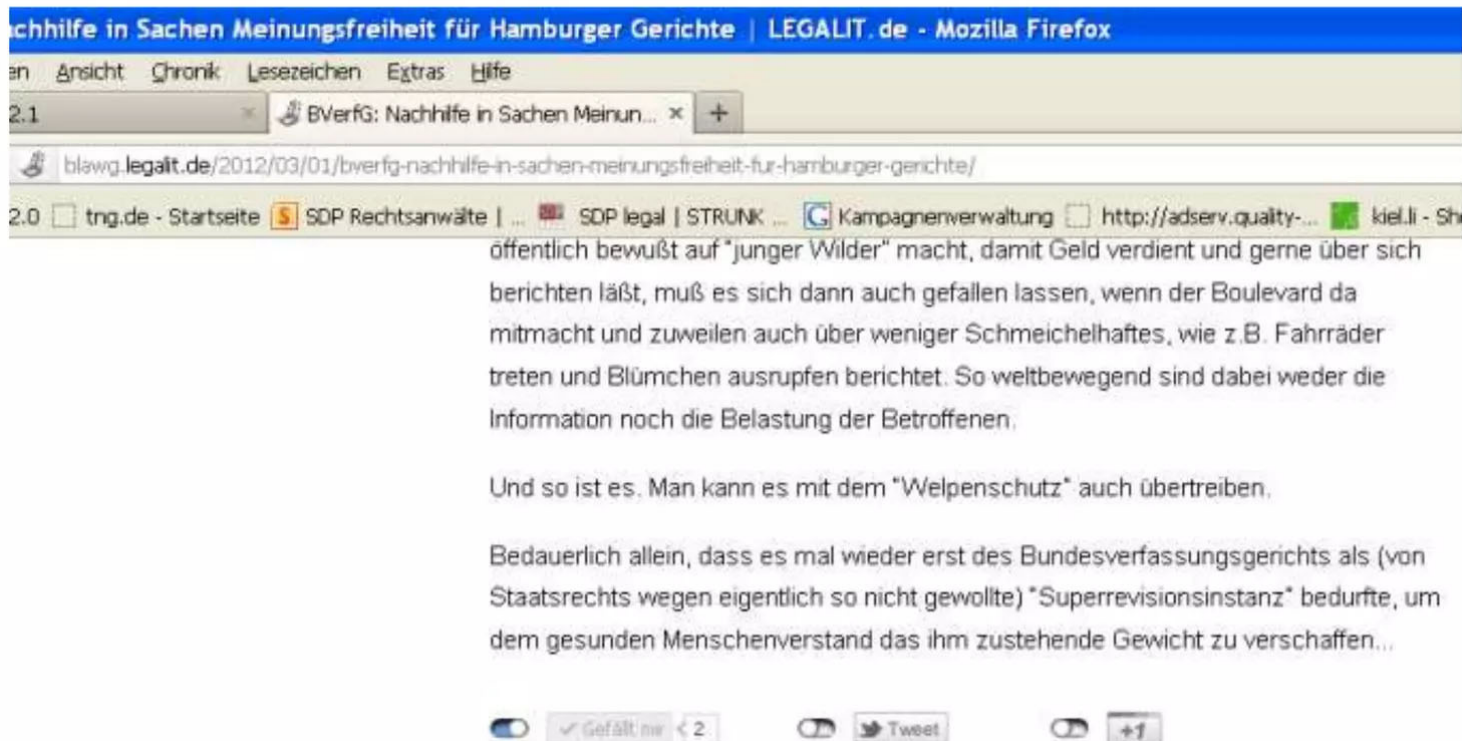 chhilfe in Sachen Meinungsfreiheit für Hamburger Gerichte | LEGALIT.de - Mozilla Firefox
en Ansicht Chronik Lesezeichen Extras Hilfe
2.1 BVerfG: Nachhilfe in Sachen Meinun... × +
blawg.legalit.de/2012/03/01/bverfg-nachhilfe-in-sachen-meinungsfreiheit-fur-hamburger-gerichte/
2.0 tng.de - Startseite S SDP Rechtsanwälte | ... SDP legal | STRUNK ... G Kampagnenverwaltung http://adserv.quality-... kiel.li - Sh
öffentlich bewußt auf "junger Wilder" macht, damit Geld verdient und gerne über sich
berichten läßt, muß es sich dann auch gefallen lassen, wenn der Boulevard da
mitmacht und zuweilen auch über weniger Schmeichelhaftes, wie z.B. Fahrräder
treten und Blümchen ausrupfen berichtet. So weltbewegend sind dabei weder die
Information noch die Belastung der Betroffenen.
Und so ist es. Man kann es mit dem "Welpenschutz" auch übertreiben.
Bedauerlich allein, dass es mal wieder erst des Bundesverfassungsgerichts als (von
Staatsrechts wegen eigentlich so nicht gewollte) "Superrevisionsinstanz" bedurfte, um
dem gesunden Menschenverstand das ihm zustehende Gewicht zu verschaffen...
Gefällt mir 2 Tweet +1